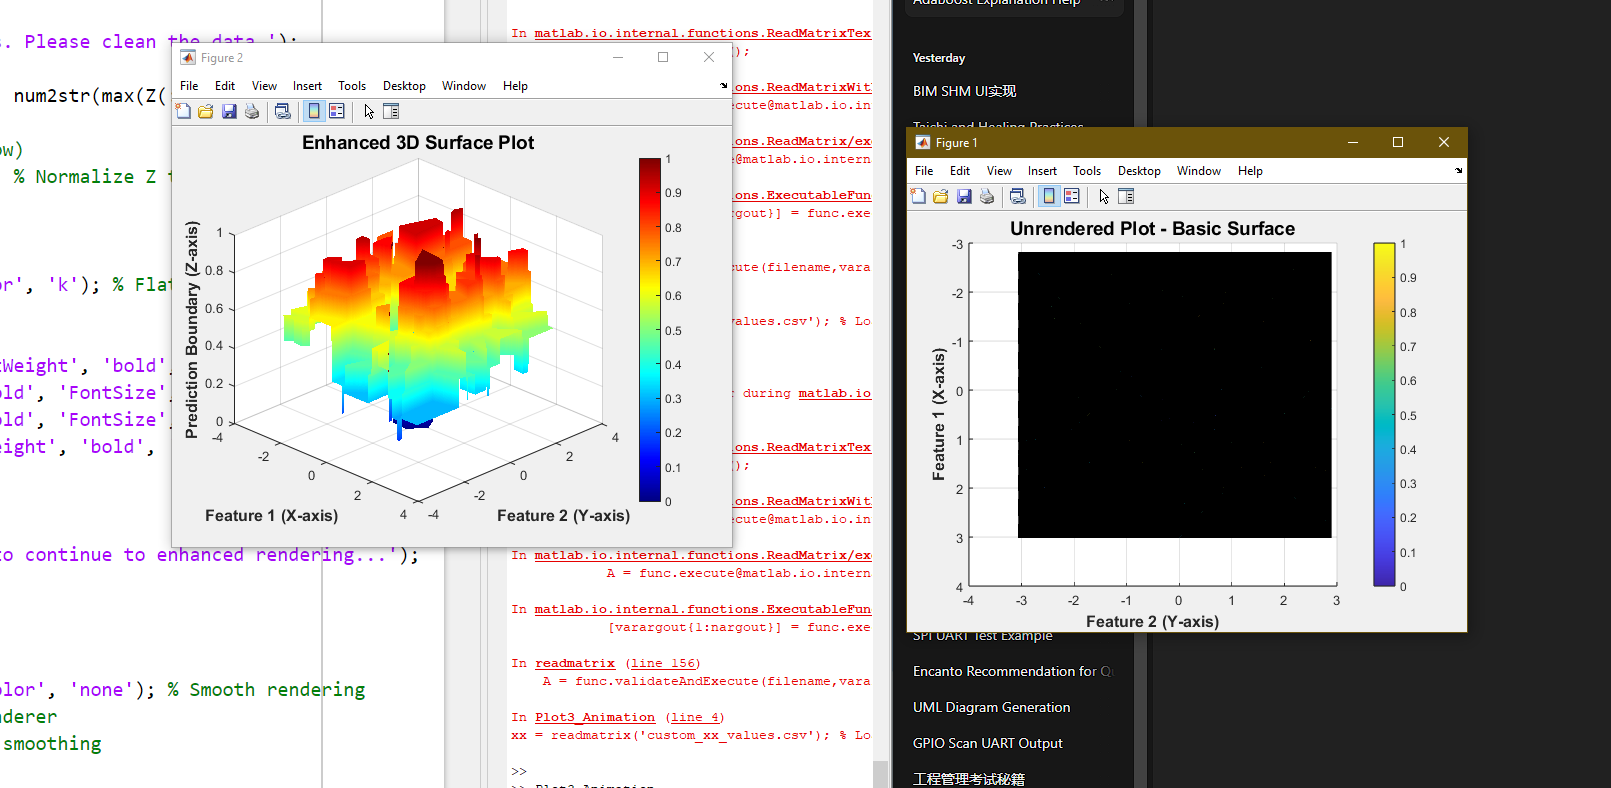 s. Please clean the data.');
num2str(max(Z(
ow)
% Normalize Z t
or', 'k'); % Fla
tWeight', 'bold'
old', 'FontSize'
old', 'FontSize'
eight', 'bold',
to continue to enhanced rendering...');
olor', 'none'); % Smooth rendering
nderer
smoothing
Figure 2
File Edit View Insert Tools Desktop Window Help
Enhanced 3D Surface Plot
Prediction Boundary (Z-axis)
1
0.8
0.6
0.4
0.2
0
-4
-2
0
2
4
Feature 1 (X-axis)
-4
-2
0
2
4
Feature 2 (Y-axis)
1
0.9
0.8
0.7
0.6
0.5
0.4
0.3
0.2
0.1
0
In matlab.io.internal.functions.ReadMatrixTex
);
ons.ReadMatrixWit
ecute@matlab.io.in
ons.ReadMatrix/exe
@matlab.io.intern
ons.ExecutableFun
rgout}] = func.exe
ute(filename,vara
values.csv'); % Lo
r during matlab.io
ons.ReadMatrixTex
);
ons.ReadMatrixWit
ecute@matlab.io.in
In matlab.io.internal.functions.ReadMatrix/exe
A = func.execute@matlab.io.intern
In matlab.io.internal.functions.ExecutableFun
[varargout{1:nargout}] = func.exe
In readmatrix (line 156)
A = func.validateAndExecute(filename,vara
In Plot3_Animation (line 4)
xx = readmatrix('custom_xx_values.csv'); % Lo
>>
>> Plot3_Animation
Adaboost Explanation Help
Yesterday
BIM SHM UI实现
Taichi and Healing Practices
Figure 1
File Edit View Insert Tools Desktop Window Help
Unrendered Plot - Basic Surface
Feature 1 (X-axis)
-3
-2
-1
0
1
2
3
4
-4 -3 -2 -1 0 1 2 3
Feature 2 (Y-axis)
1
0.9
0.8
0.7
0.6
0.5
0.4
0.3
0.2
0.1
0
SPI UART Test Example
Encanto Recommendation for Qu
UML Diagram Generation
GPIO Scan UART Output
工程管理考试秘籍